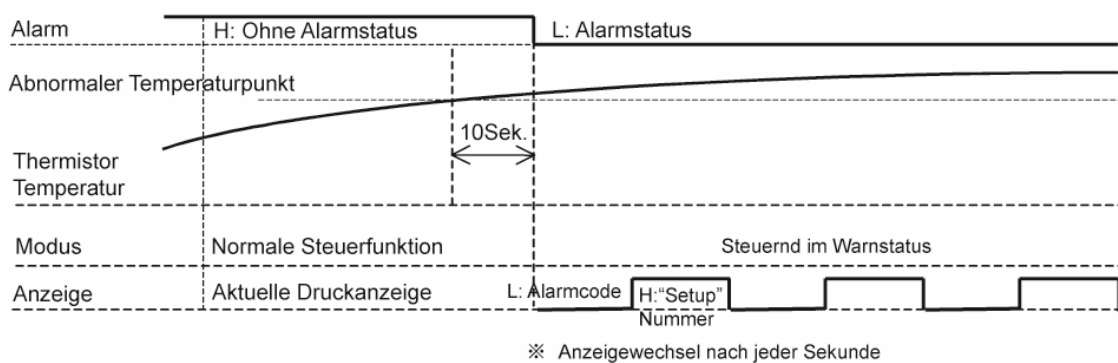 Alarm
H: Ohne Alarmstatus
L: Alarmstatus
Abnormaler Temperaturpunkt
10Sek.
Thermistor
Temperatur
Modus
Normale Steuerfunktion
Steuernd im Warnstatus
Anzeige
Aktuelle Druckanzeige
L: Alarmcode
H:“Setup”
Nummer
※ Anzeigewechsel nach jeder Sekunde